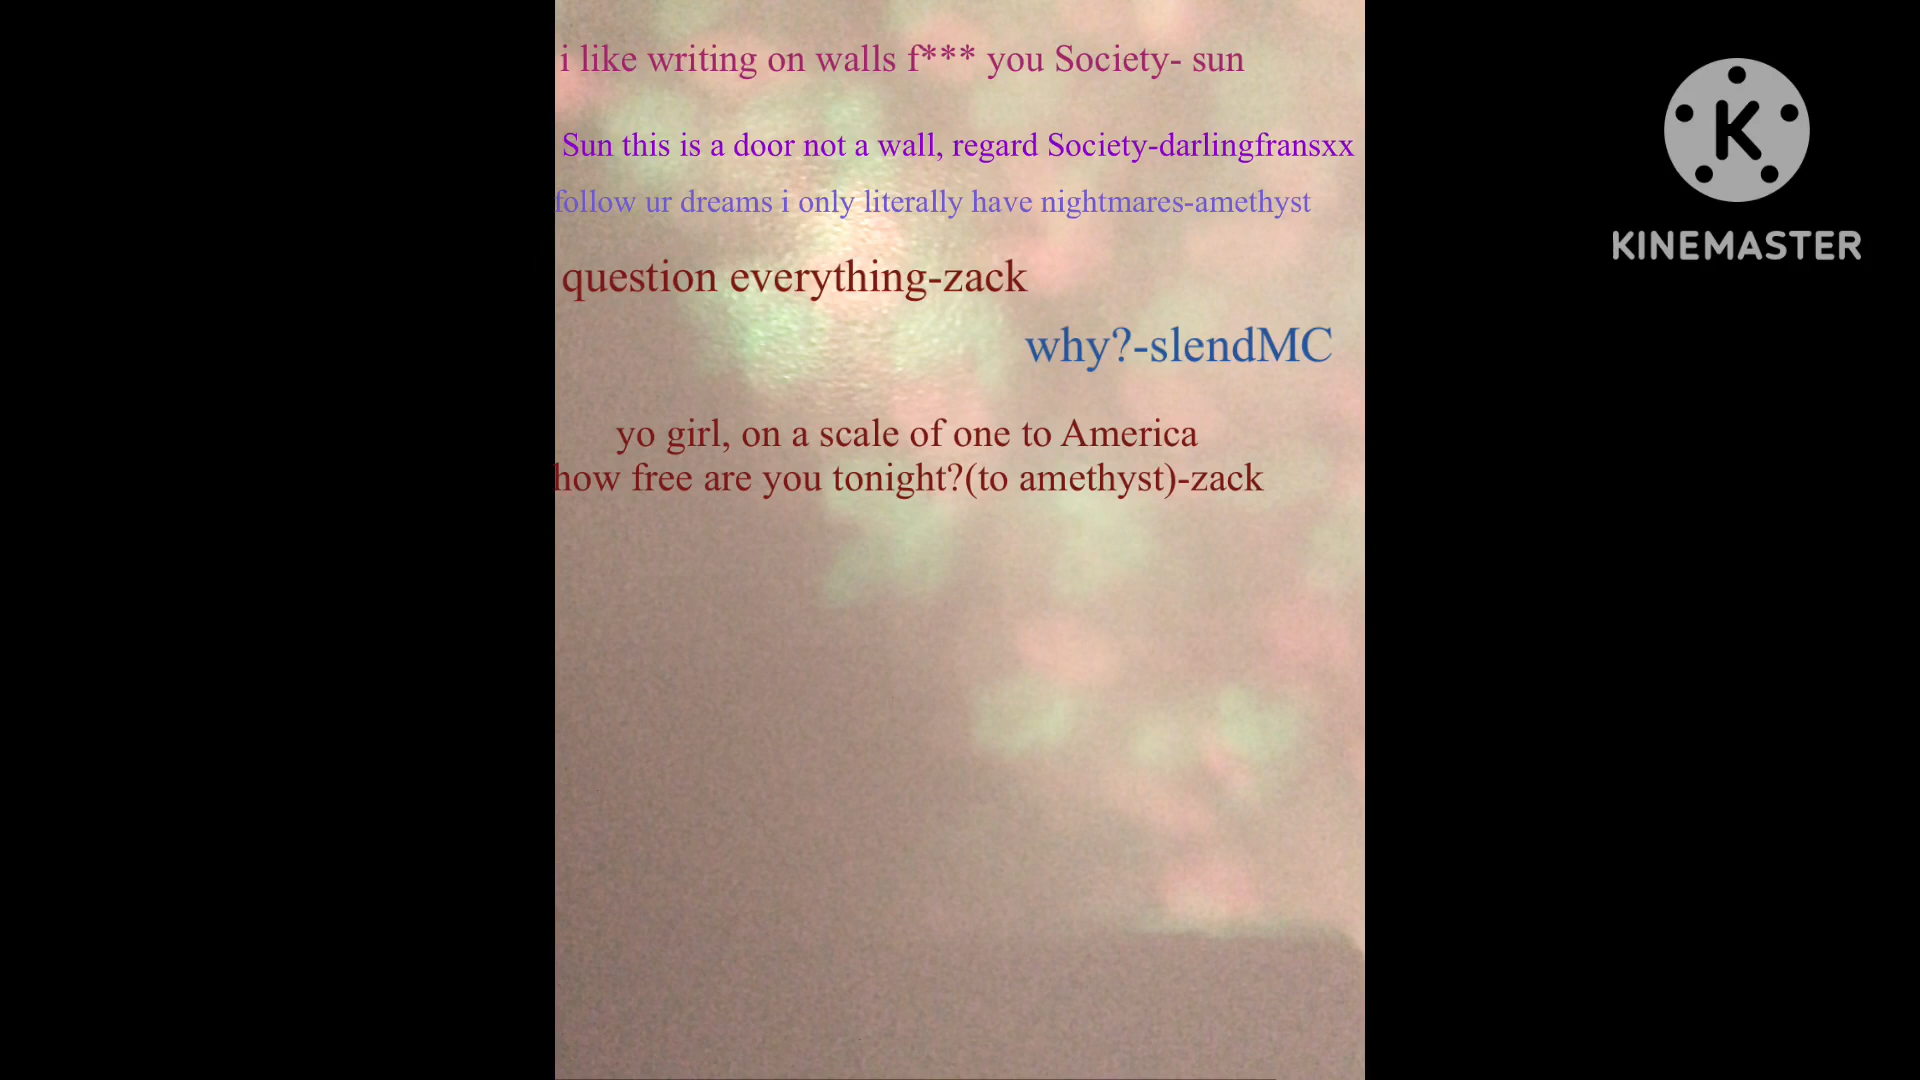 i like writing on walls f*** you Society- sun
Sun this is a door not a wall, regard Society-darlingfransxx
follow ur dreams i only literally have nightmares-amethyst
question everything-zack
why?-slendMC
yo girl, on a scale of one to America
how free are you tonight?(to amethyst)-zack
K
KINEMASTER